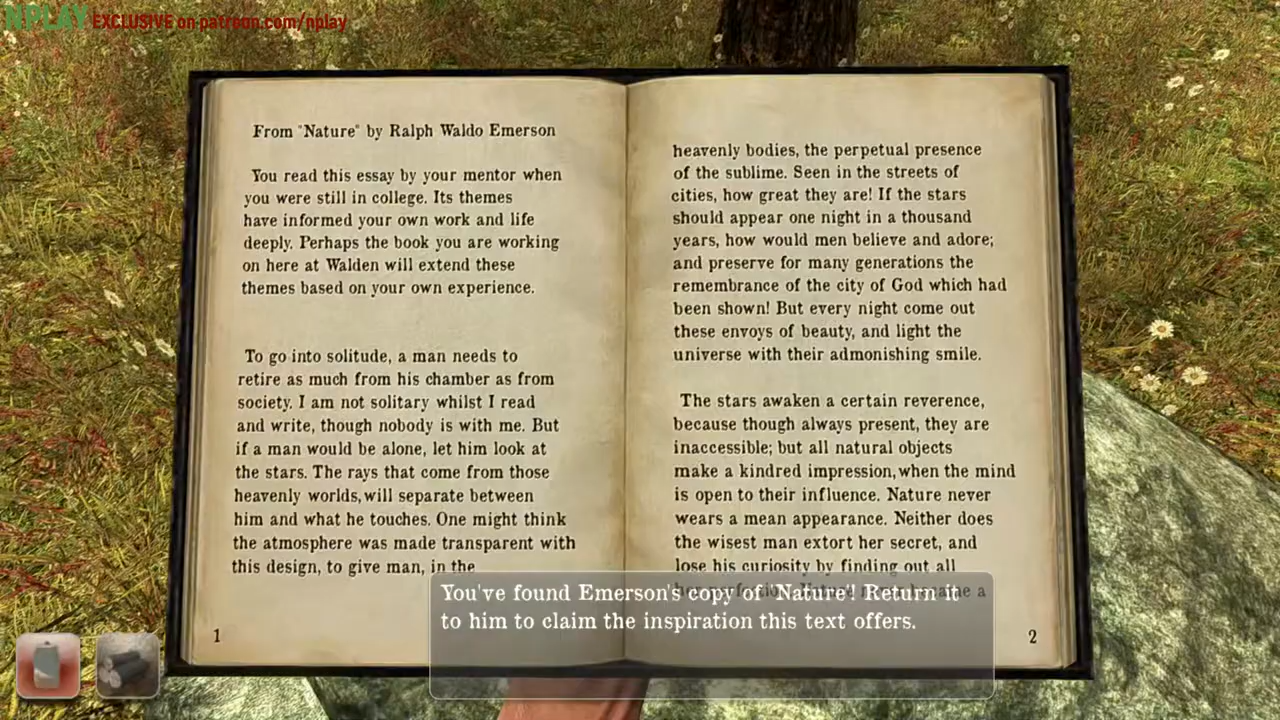 NPLAY EXCLUSIVE on patreon.com/nplay
From "Nature" by Ralph Waldo Emerson
You read this essay by your mentor when
you were still in college. Its themes
have informed your own work and life
deeply. Perhaps the book you are working
on here at Walden will extend these
themes based on your own experience.
To go into solitude, a man needs to
retire as much from his chamber as from
society. I am not solitary whilst I read
and write, though nobody is with me. But
if a man would be alone, let him look at
the stars. The rays that come from those
heavenly worlds, will separate between
him and what he touches. One might think
the atmosphere was made transparent with
this design, to give man, in the
1
heavenly bodies, the perpetual presence
of the sublime. Seen in the streets of
cities, how great they are! If the stars
should appear one night in a thousand
years, how would men believe and adore;
and preserve for many generations the
remembrance of the city of God which had
been shown! But every night come out
these envoys of beauty, and light the
universe with their admonishing smile.
The stars awaken a certain reverence,
because though always present, they are
inaccessible; but all natural objects
make a kindred impression, when the mind
is open to their influence. Nature never
wears a mean appearance. Neither does
the wisest man extort her secret, and
lose his curiosity by finding out all
2
You've found Emerson's copy of 'Nature'! Return it
to him to claim the inspiration this text offers.